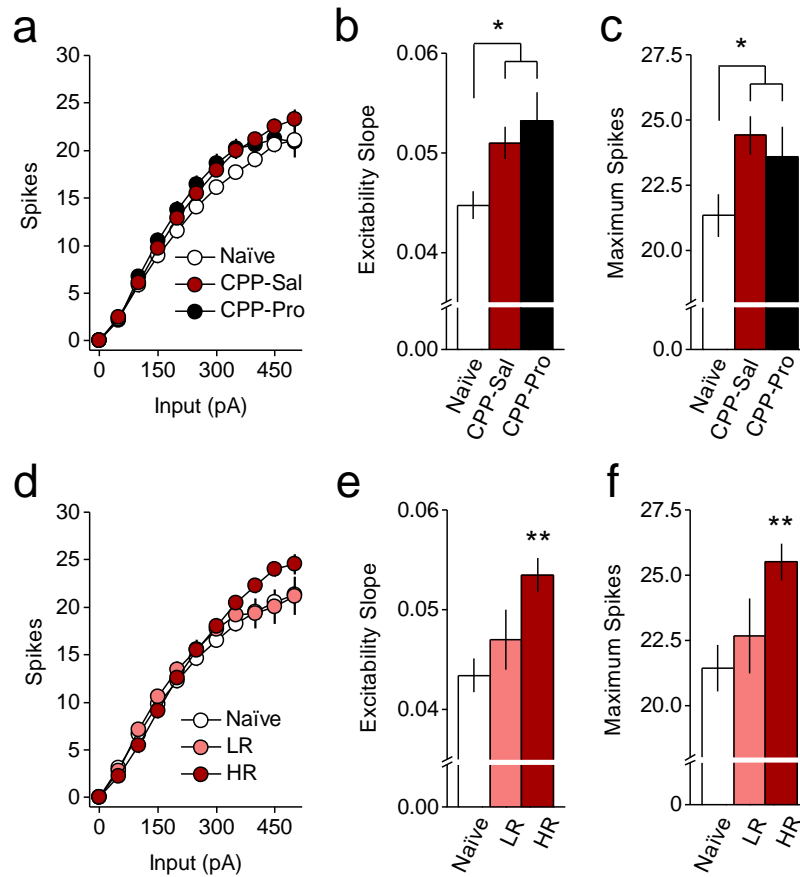 a
30
25
20
15
10
5
0
Spikes
0 150 300 450
Input (pA)
Naïve
CPP-Sal
CPP-Pro
b
*
0.06
0.05
0.04
0.00
Excitability Slope
Naïve
CPP-Sal
CPP-Pro
c
*
27.5
25.0
22.5
20.0
0.0
Maximum Spikes
Naïve
CPP-Sal
CPP-Pro
d
30
25
20
15
10
5
0
Spikes
0 150 300 450
Input (pA)
Naïve
LR
HR
e
**
0.06
0.05
0.04
0.00
Excitability Slope
Naïve
LR
HR
f
**
27.5
25.0
22.5
20.0
0
Maximum Spikes
Naïve
LR
HR